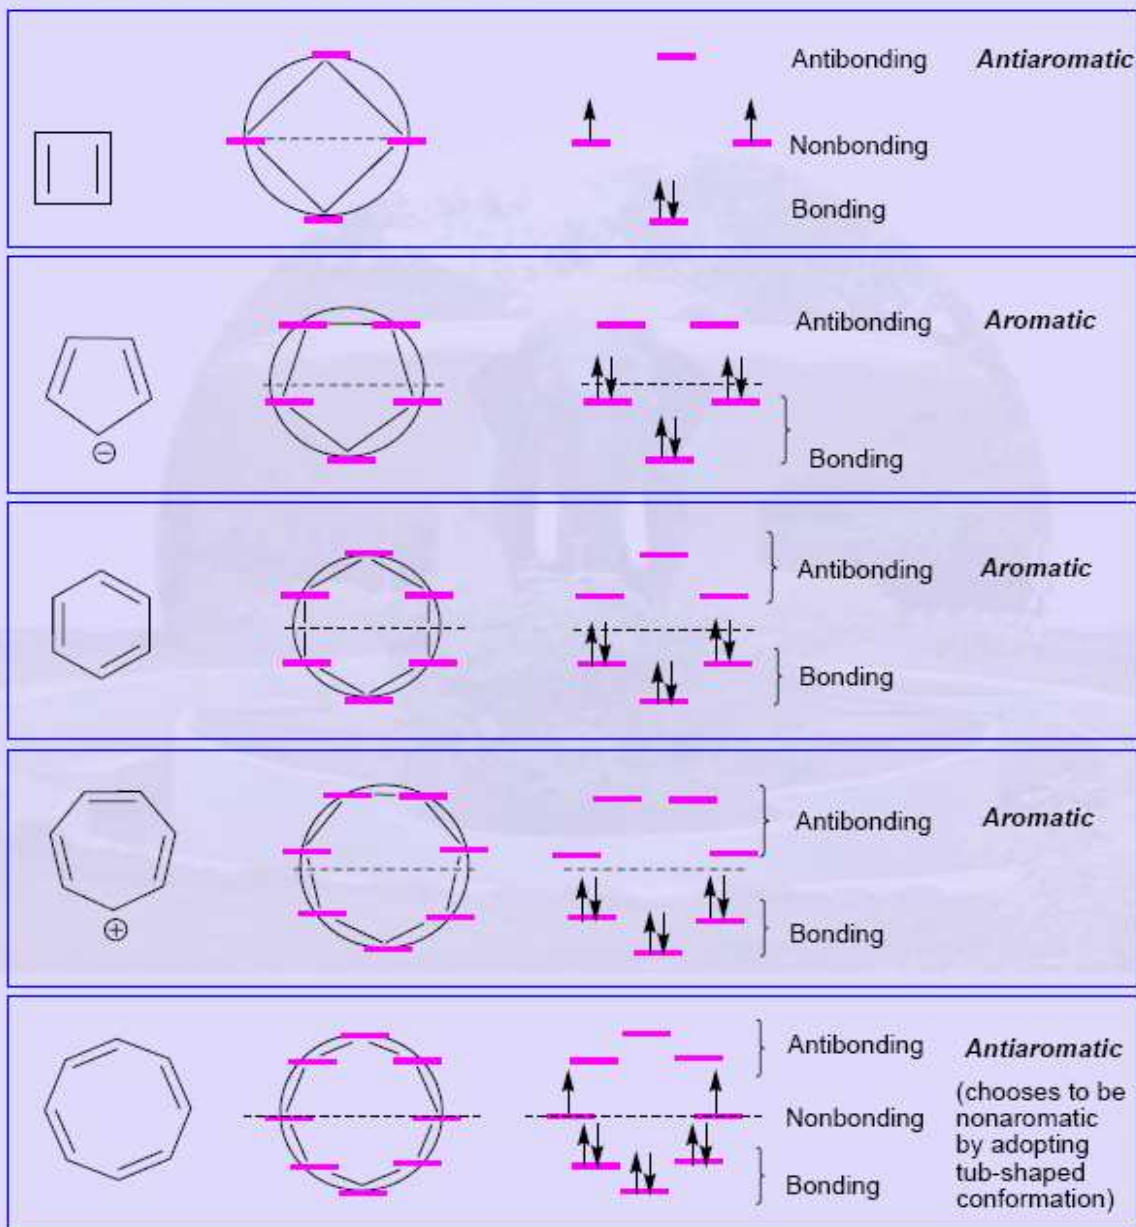 Antibonding Antiaromatic
Nonbonding
Bonding
Antibonding Aromatic
Bonding
Antibonding Aromatic
Bonding
Antibonding Aromatic
Bonding
Antibonding Antiaromatic
(chooses to be
Nonbonding nonaromatic
by adopting
tub-shaped
Bonding conformation)